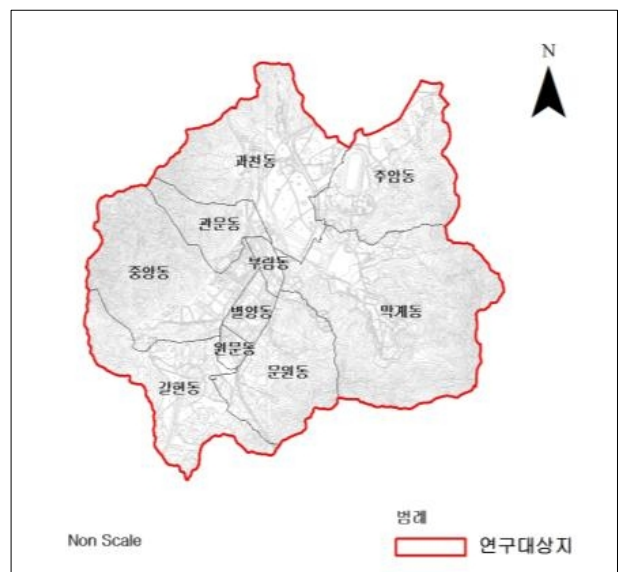 N
과천동
주암동
관문동
부림동
중앙동
별양동
막계동
원문동
문원동
갈현동
범례
Non Scale
연구대상지